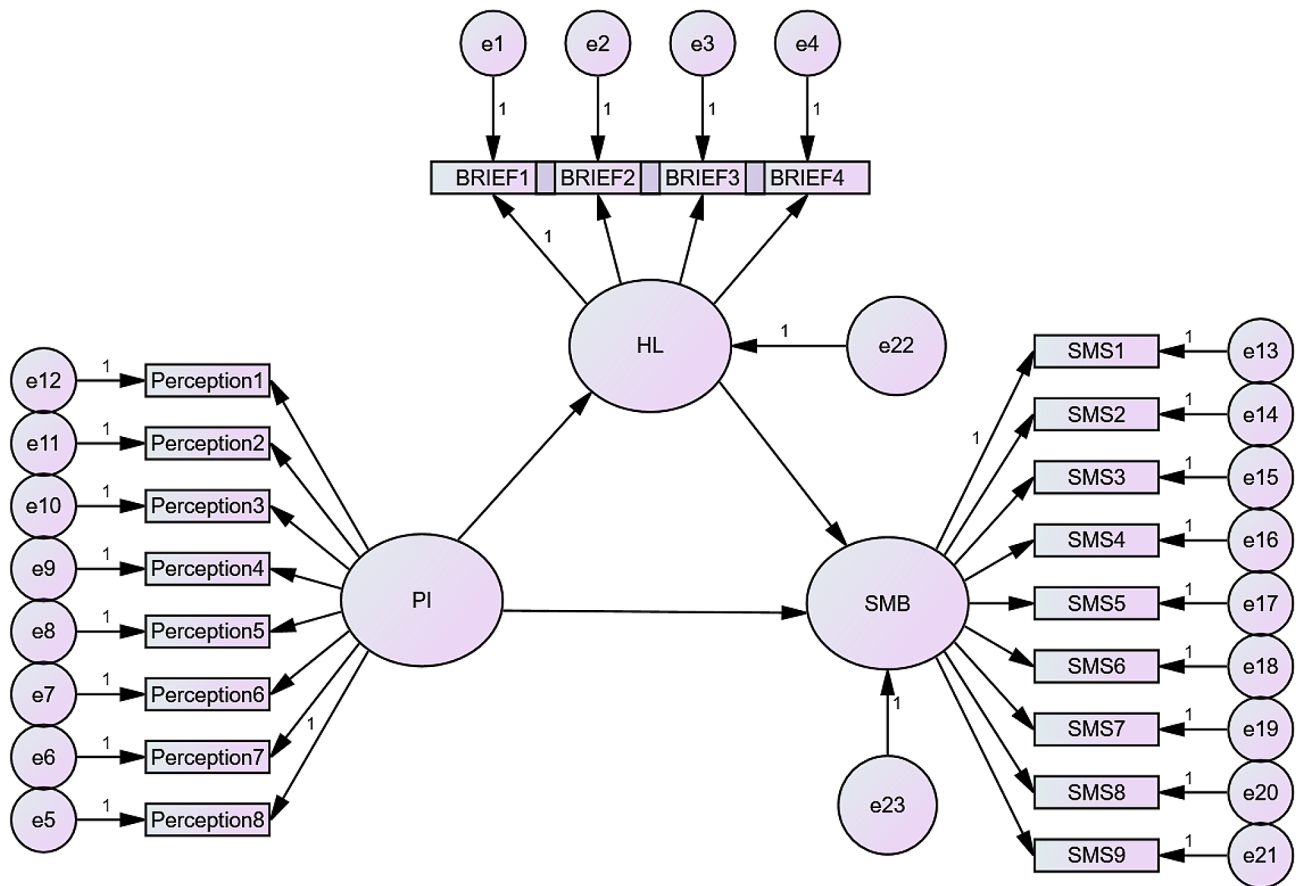 e1 e2 e3 e4
1 1 1 1
BRIEF1 BRIEF2 BRIEF3 BRIEF4
1
HL 1 e22
e12 1 Perception1
e11 1 Perception2
e10 1 Perception3
e9 1 Perception4
e8 1 Perception5
e7 1 Perception6
e6 1 Perception7
e5 1 Perception8
1
PI
SMB
1
e23
1
SMS1 1 e13
SMS2 1 e14
SMS3 1 e15
SMS4 1 e16
SMS5 1 e17
SMS6 1 e18
SMS7 1 e19
SMS8 1 e20
SMS9 1 e21